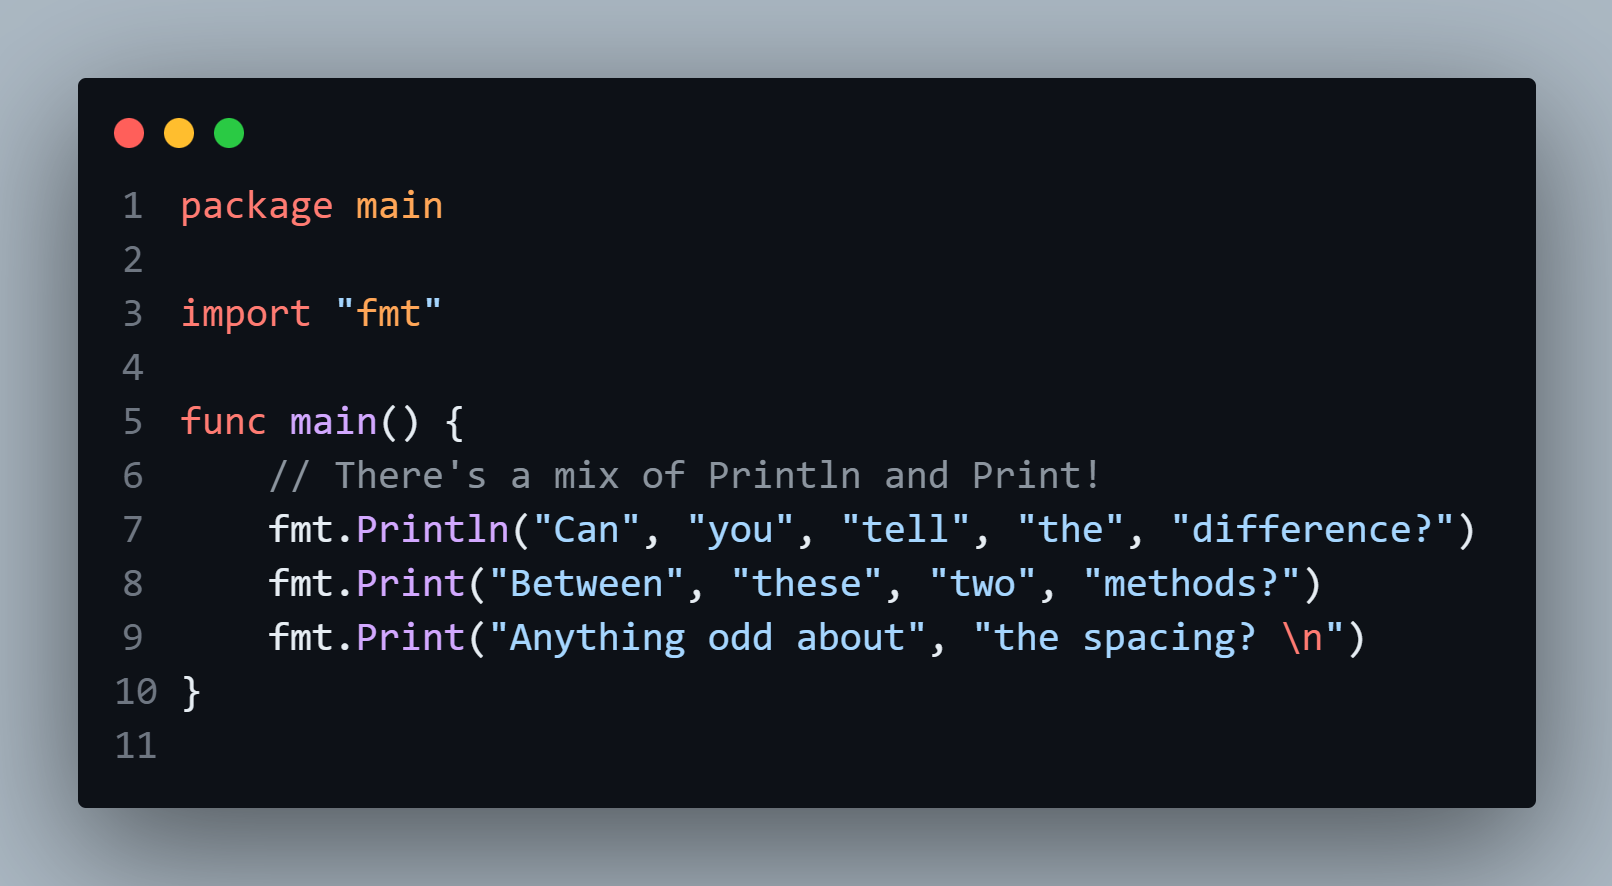 1 package main
2
3 import "fmt"
4
5 func main() {
6     // There's a mix of Println and Print!
7     fmt.Println("Can", "you", "tell", "the", "difference?")
8     fmt.Print("Between", "these", "two", "methods?")
9     fmt.Print("Anything odd about", "the spacing? \n")
10 }
11